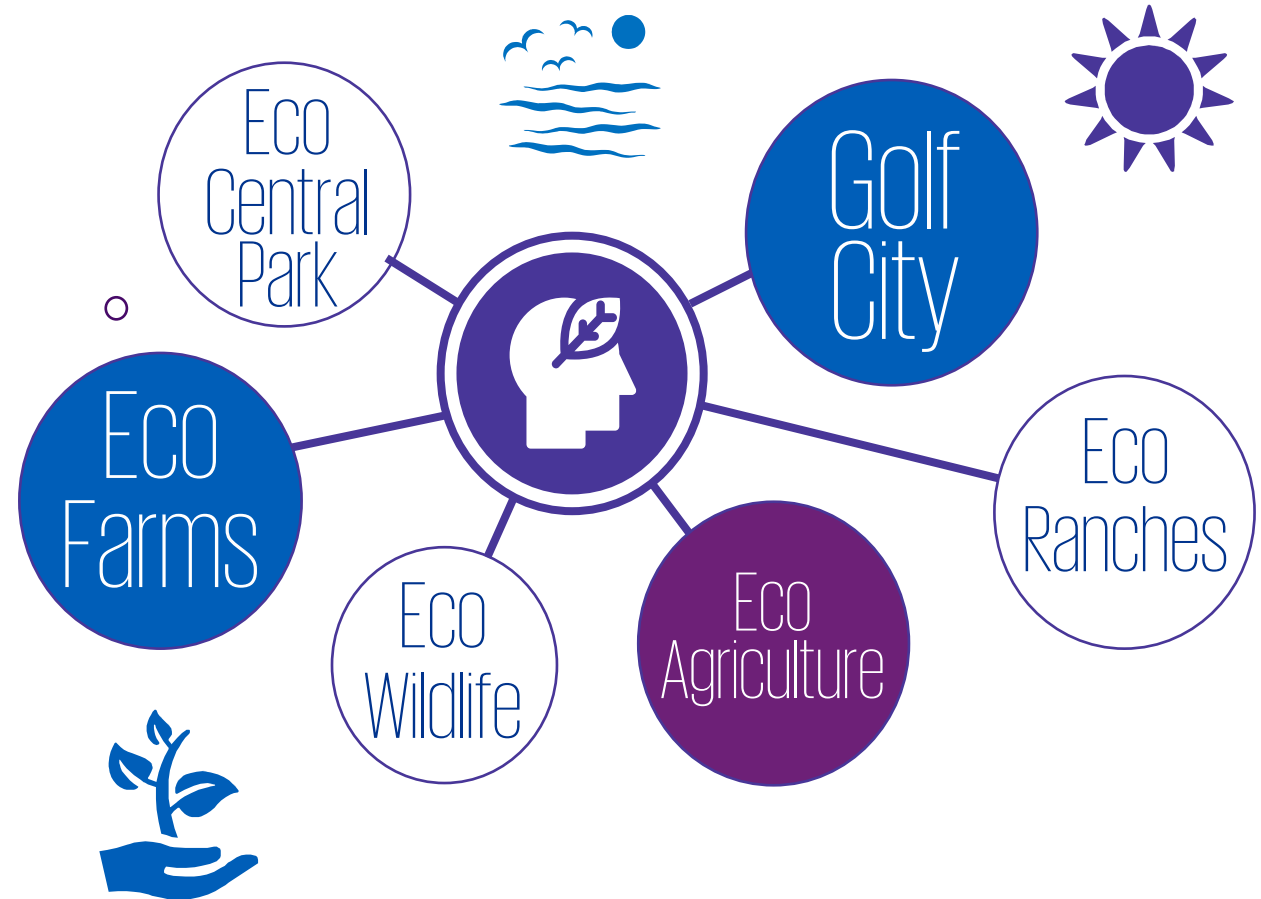 Eco
Central
Park
Golf
City
Eco
Farms
Eco
Ranches
Eco
Wildlife
Eco
Agriculture